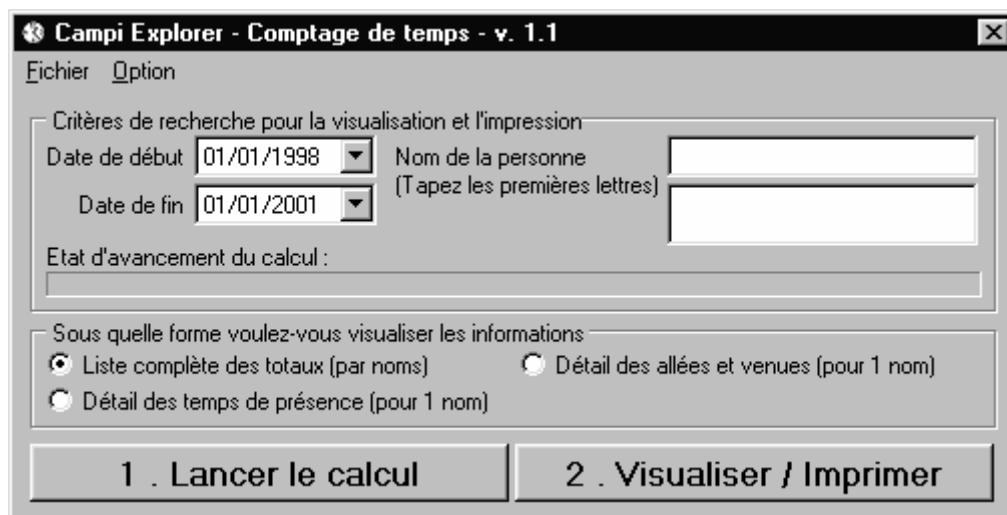 Campi Explorer - Comptage de temps - v. 1.1
Fichier Option
Critères de recherche pour la visualisation et l'impression
Date de début 01/01/1998 Nom de la personne
(Tapez les premières lettres)
Date de fin 01/01/2001
Etat d'avancement du calcul :
Sous quelle forme voulez-vous visualiser les informations
Liste complète des totaux (par noms) Détail des allées et venues (pour 1 nom)
Détail des temps de présence (pour 1 nom)
1 . Lancer le calcul 2 . Visualiser / Imprimer